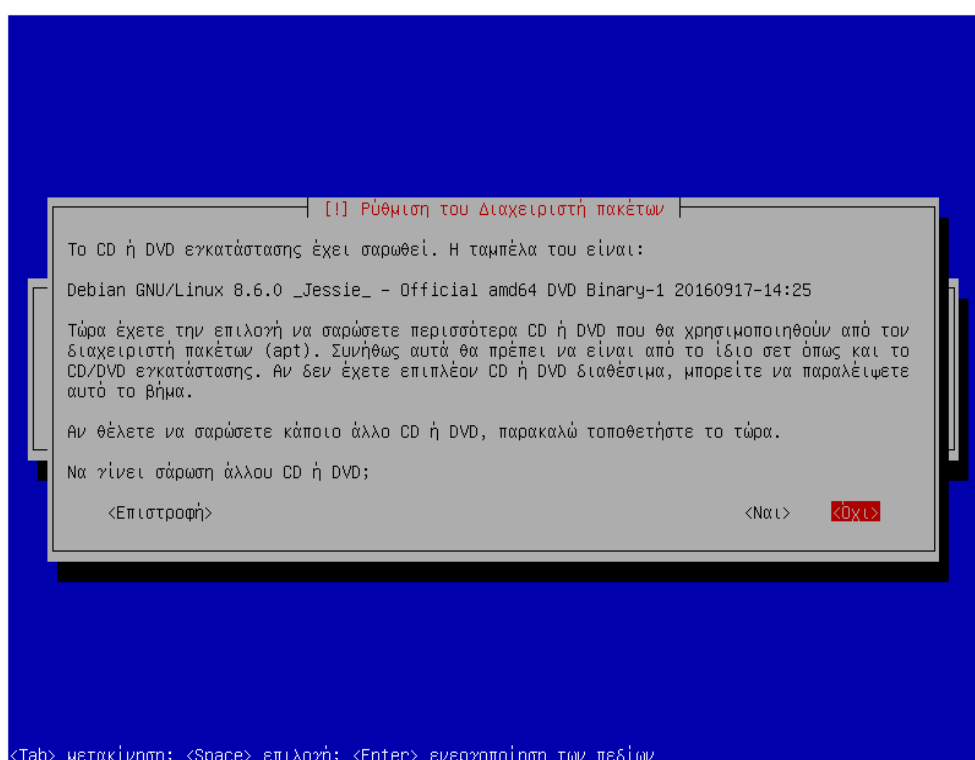 [!] Ρύθμιση του Διαχειριστή πακέτων
Το CD ή DVD εγκατάστασης έχει σαρωθεί. Η ταμπέλα του είναι:
Debian GNU/Linux 8.6.0 _Jessie_ - Official amd64 DVD Binary-1 20160917-14:25
Τώρα έχετε την επιλογή να σαρώσετε περισσότερα CD ή DVD που θα χρησιμοποιηθούν από τον
διαχειριστή πακέτων (apt). Συνήθως αυτά θα πρέπει να είναι από το ίδιο σετ όπως και το
CD/DVD εγκατάστασης. Αν δεν έχετε επιπλέον CD ή DVD διαθέσιμα, μπορείτε να παραλέιψετε
αυτό το βήμα.
Αν θέλετε να σαρώσετε κάποιο άλλο CD ή DVD, παρακαλώ τοποθετήστε το τώρα.
Να γίνει σάρωση άλλου CD ή DVD;
<Επιστροφή> <Ναι> <Όχι>
<Tab> μετακίνηση; <Space> επιλογή; <Enter> ενεργοποίηση των πεδίων